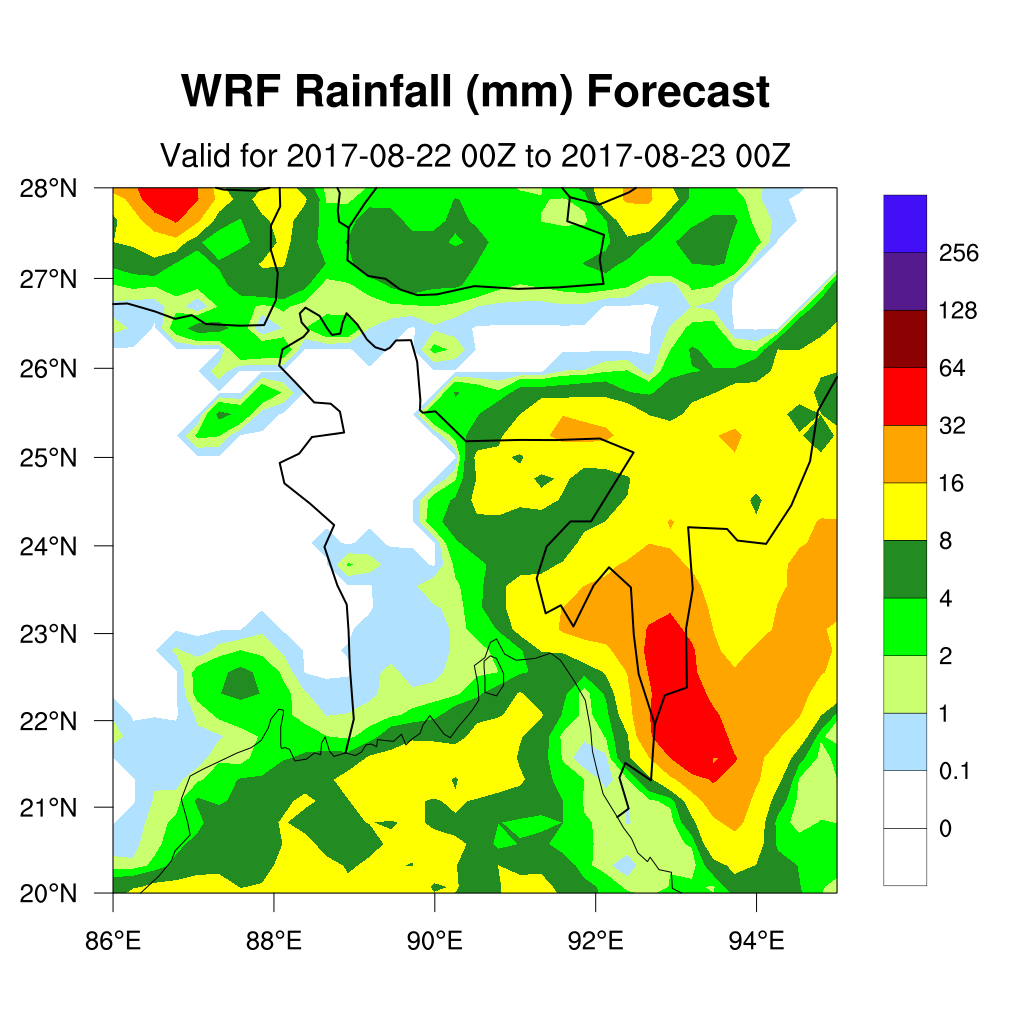 WRF Rainfall (mm) Forecast
Valid for 2017-08-22 00Z to 2017-08-23 00Z
28°N
27°N
26°N
25°N
24°N
23°N
22°N
21°N
20°N
86°E 88°E 90°E 92°E 94°E
256
128
64
32
16
8
4
2
1
0.1
0